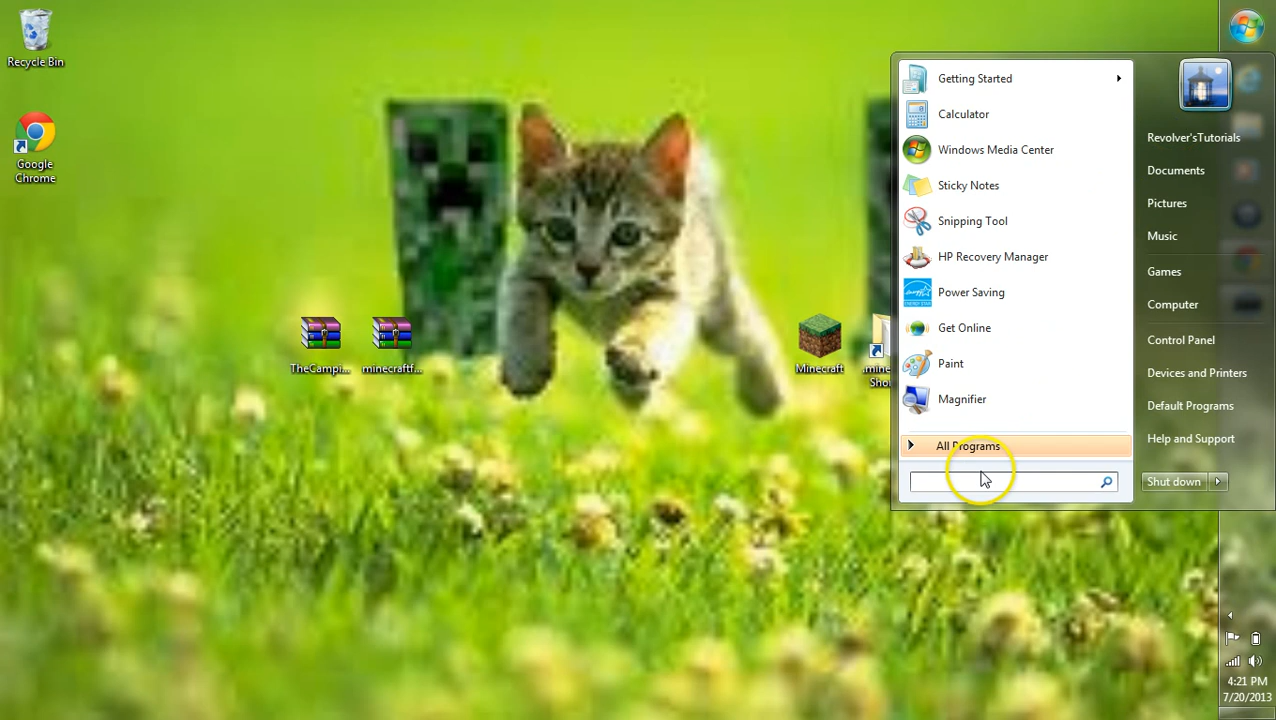 Recycle Bin
Google
Chrome
TheCampi...
minecraftf...
Minecraft
Getting Started
Calculator
Windows Media Center
Sticky Notes
Snipping Tool
HP Recovery Manager
Power Saving
Get Online
Paint
Magnifier
All Programs
Revolver'sTutorials
Documents
Pictures
Music
Games
Computer
Control Panel
Devices and Printers
Default Programs
Help and Support
Shut down
4:21 PM
7/20/2013